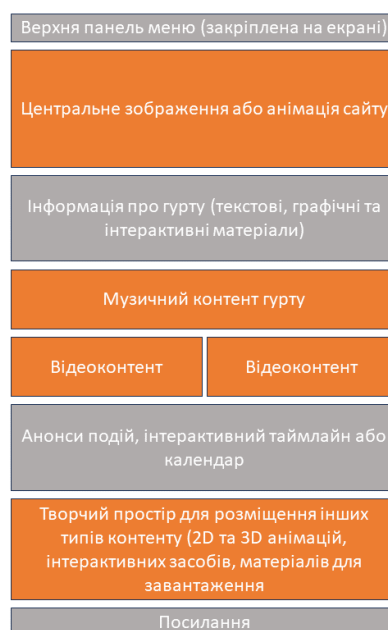 Верхня панель меню (закріплена на екрані)
Центральне зображення або анімація сайту
Інформація про гурту (текстові, графічні та
інтерактивні матеріали)
Музичний контент гурту
Відеоконтент
Відеоконтент
Анонси подій, інтерактивний таймлайн або
календар
Творчий простір для розміщення інших
типів контенту (2D та 3D анімацій,
інтерактивних засобів, матеріалів для
завантаження
Посилання